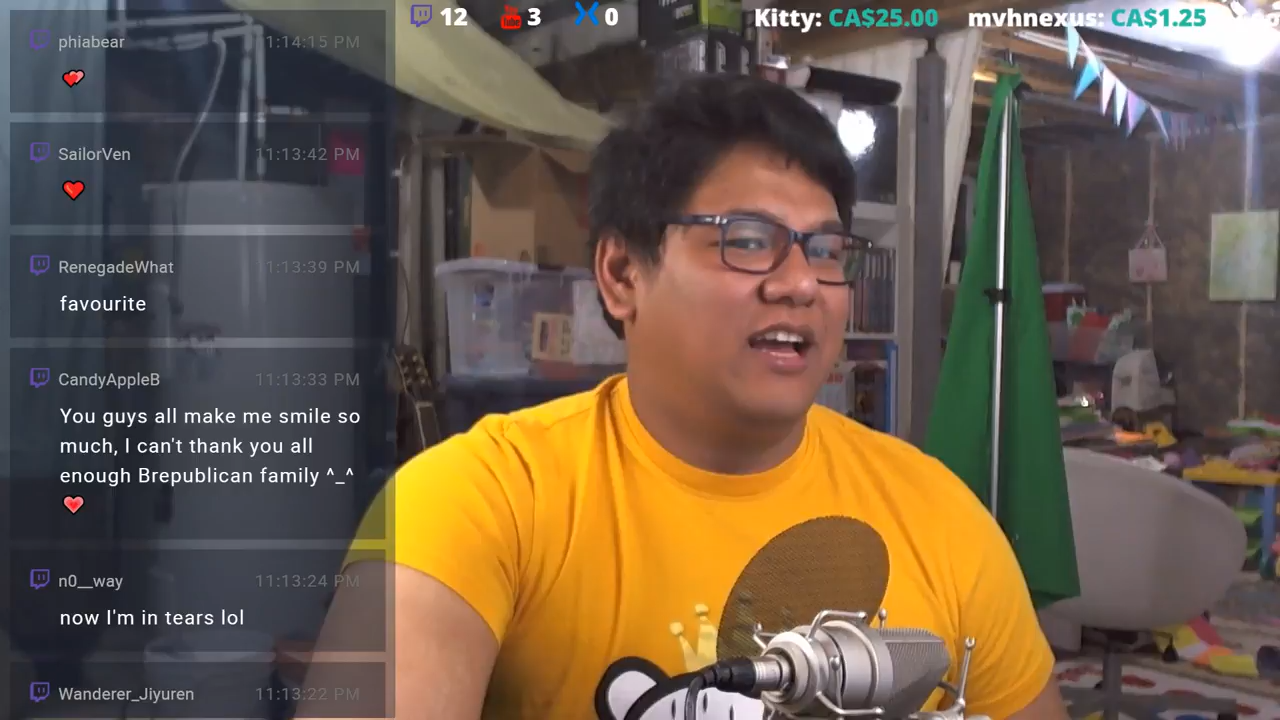 12 3 0 Kitty: CA$25.00 mvhnexus: CA$1.25
phiabear 1:14:15 PM
SailorVen 11:13:42 PM
RenegadeWhat 11:13:39 PM
favourite
CandyAppleB 11:13:33 PM
You guys all make me smile so
much, I can't thank you all
enough Brepublican family ^_^
n0__way 11:13:24 PM
now I'm in tears lol
Wanderer_Jiyuren 11:13:22 PM